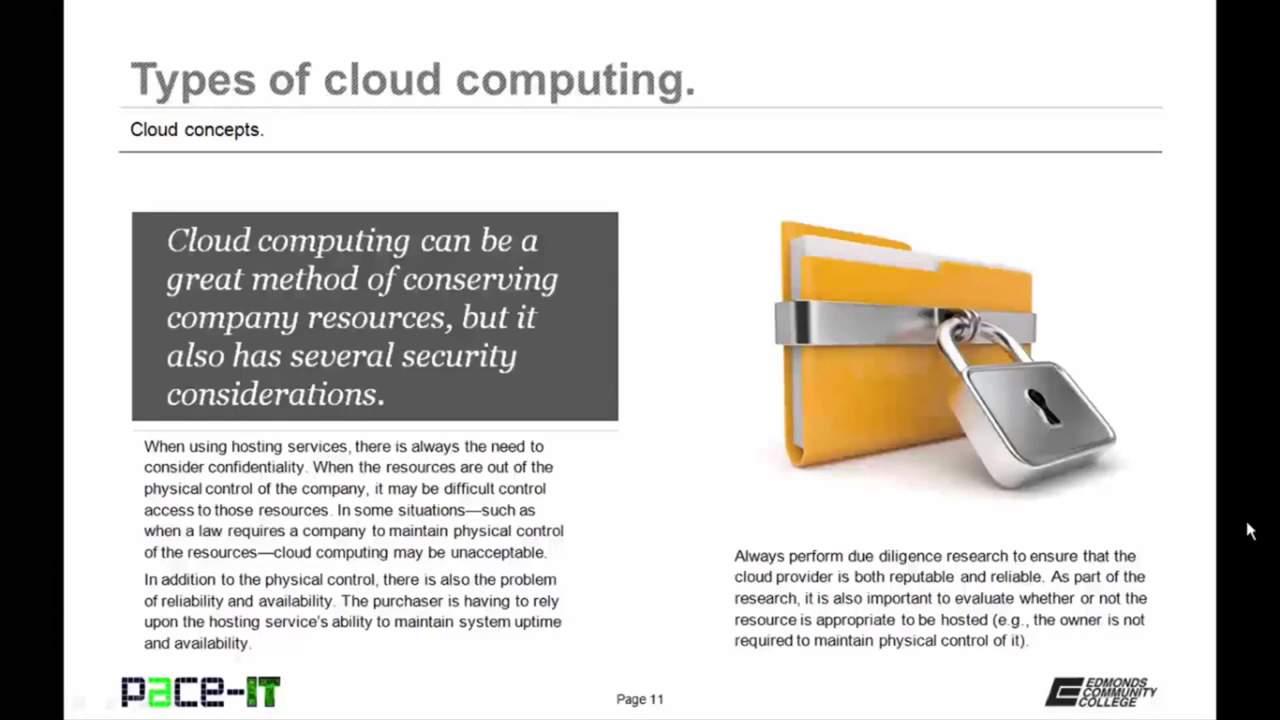 Types of cloud computing.
Cloud concepts.
Cloud computing can be a
great method of conserving
company resources, but it
also has several security
considerations.
When using hosting services, there is always the need to
consider confidentiality. When the resources are out of the
physical control of the company, it may be difficult control
access to those resources. In some situations—such as
when a law requires a company to maintain physical control
of the resources—cloud computing may be unacceptable.
In addition to the physical control, there is also the problem
of reliability and availability. The purchaser is having to rely
upon the hosting service's ability to maintain system uptime
and availability.
Always perform due diligence research to ensure that the
cloud provider is both reputable and reliable. As part of the
research, it is also important to evaluate whether or not the
resource is appropriate to be hosted (e.g., the owner is not
required to maintain physical control of it).
PACE-IT
Page 11
EDMONDS
COMMUNITY
COLLEGE